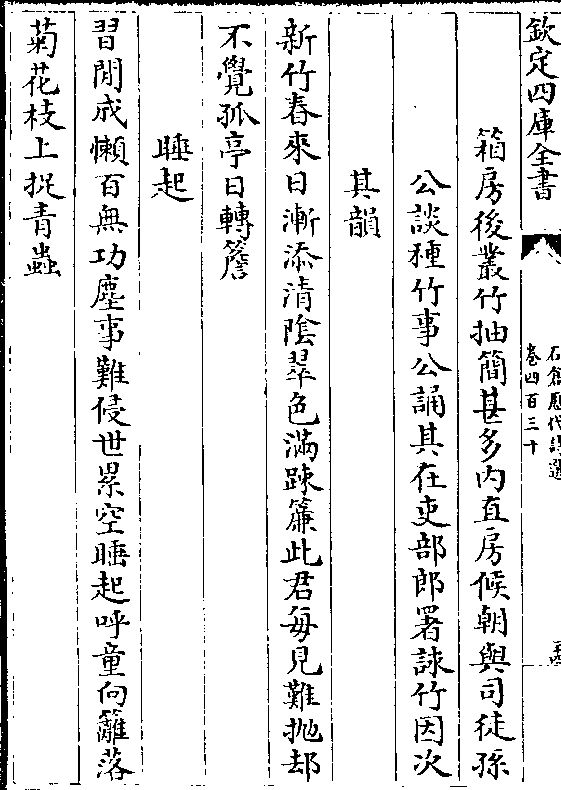 欽定四庫全書
石倉歷代詩選
卷四百三十
箱房後叢竹抽簡甚多内直房候朝與司徒孫
公談種竹事公誦其在吏部郎署詠竹因次
其韻
新竹春來日漸添清陰翠色滿疎簾此君每見難抛却
不覺孤亭日轉簷
睡起
習閒成懶百無功塵事難侵世累空睡起呼童向籬落
菊花枝上捉青蟲